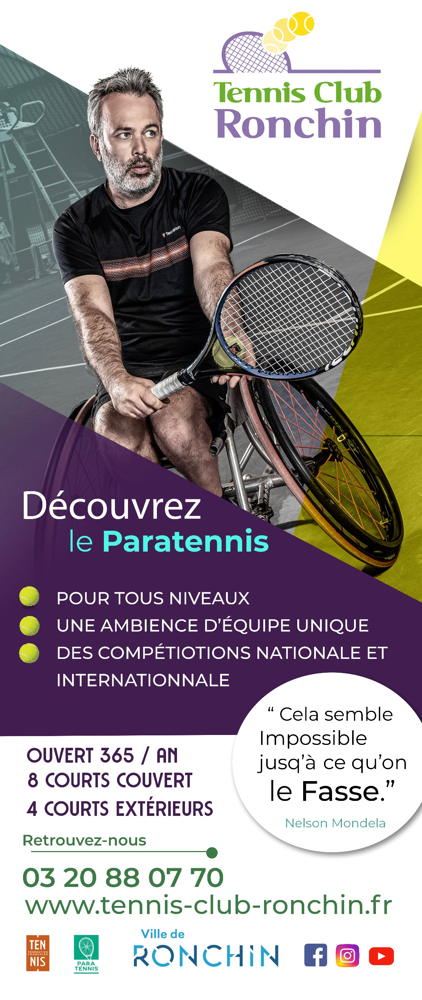 Tennis Club
Ronchin
Tecnifibre
Découvrez
le Paratennis
POUR TOUS NIVEAUX
UNE AMBIENCE D'ÉQUIPE UNIQUE
DES COMPÉTIOTIONS NATIONALE ET
INTERNATIONNALE
“ Cela semble
Impossible
jusq'à ce qu'on
le Fasse.”
Nelson Mondela
OUVERT 365 / AN
8 COURTS COUVERT
4 COURTS EXTÉRIEURS
Retrouvez-nous
03 20 88 07 70
www.tennis-club-ronchin.fr
TEN
FÉDÉRATION
FRANCAISE
NIS
PARA
TENNIS
Ville de
RONCHIN